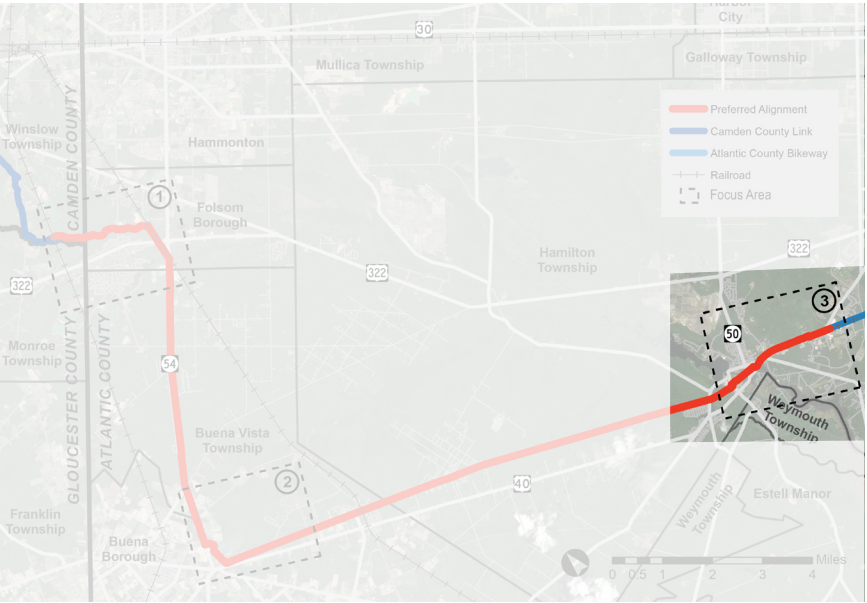 Harbor
City
30
Mullica Township
Galloway Township
CAMDEN COUNTY
Winslow
Township
Hammonton
Preferred Alignment
Camden County Link
Atlantic County Bikeway
Railroad
Focus Area
1
Folsom
Borough
322
322
322
Hamilton
Township
3
50
Monroe
Township
GLOUCESTER COUNTY
ATLANTIC COUNTY
54
Weymouth
Township
Buena Vista
Township
2
40
Weymouth
Township
Estell Manor
Franklin
Township
Buena
Borough
Miles
0 0.5 1 2 3 4